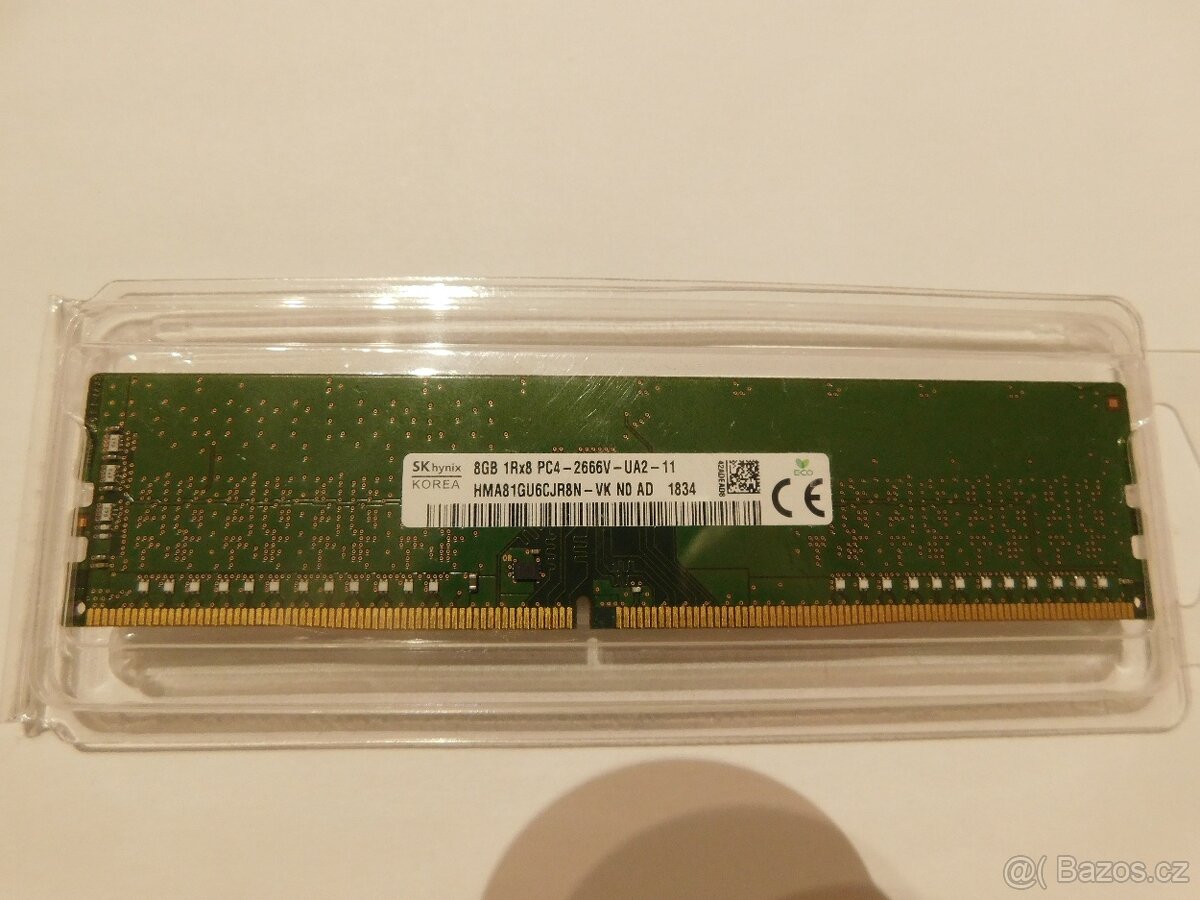 SK hynix 8GB 1Rx8 PC4-2666V-UA2-11
KOREA HMA81GU6CJR8N-VK N0 AD 1834
ECO
CE
@( Bazos.cz